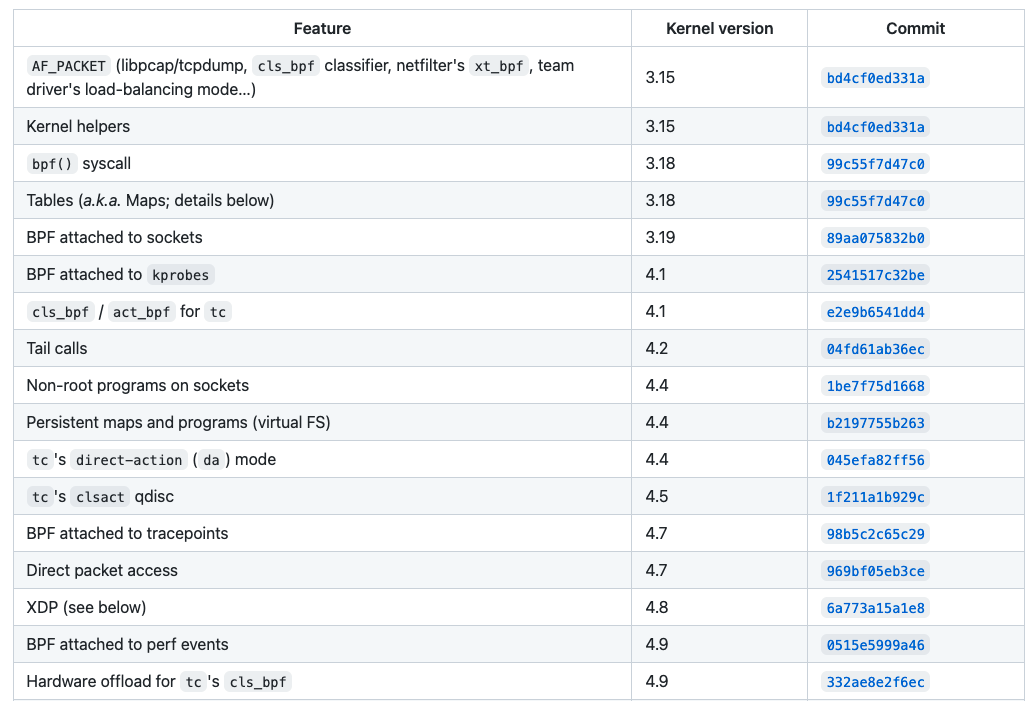 Feature Kernel version Commit
AF_PACKET (libpcap/tcpdump, cls_bpf classifier, netfilter's xt_bpf, team
driver's load-balancing mode...) 3.15 bd4cf0ed331a
Kernel helpers 3.15 bd4cf0ed331a
bpf() syscall 3.18 99c55f7d47c0
Tables (a.k.a. Maps; details below) 3.18 99c55f7d47c0
BPF attached to sockets 3.19 89aa075832b0
BPF attached to kprobes 4.1 2541517c32be
cls_bpf / act_bpf for tc 4.1 e2e9b6541dd4
Tail calls 4.2 04fd61ab36ec
Non-root programs on sockets 4.4 1be7f75d1668
Persistent maps and programs (virtual FS) 4.4 b2197755b263
tc's direct-action (da) mode 4.4 045efa82ff56
tc's clsact qdisc 4.5 1f211a1b929c
BPF attached to tracepoints 4.7 98b5c2c65c29
Direct packet access 4.7 969bf05eb3ce
XDP (see below) 4.8 6a773a15a1e8
BPF attached to perf events 4.9 0515e5999a46
Hardware offload for tc's cls_bpf 4.9 332ae8e2f6ec